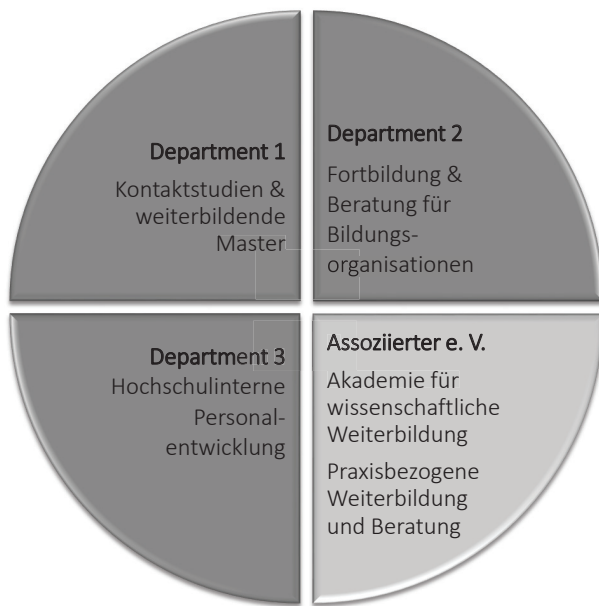 Department 1
Kontaktstudien &
weiterbildende
Master
Department 2
Fortbildung &
Beratung für
Bildungs-
organisationen
Department 3
Hochschulinterne
Personal-
entwicklung
Assoziierter e. V.
Akademie für
wissenschaftliche
Weiterbildung
Praxisbezogene
Weiterbildung
und Beratung